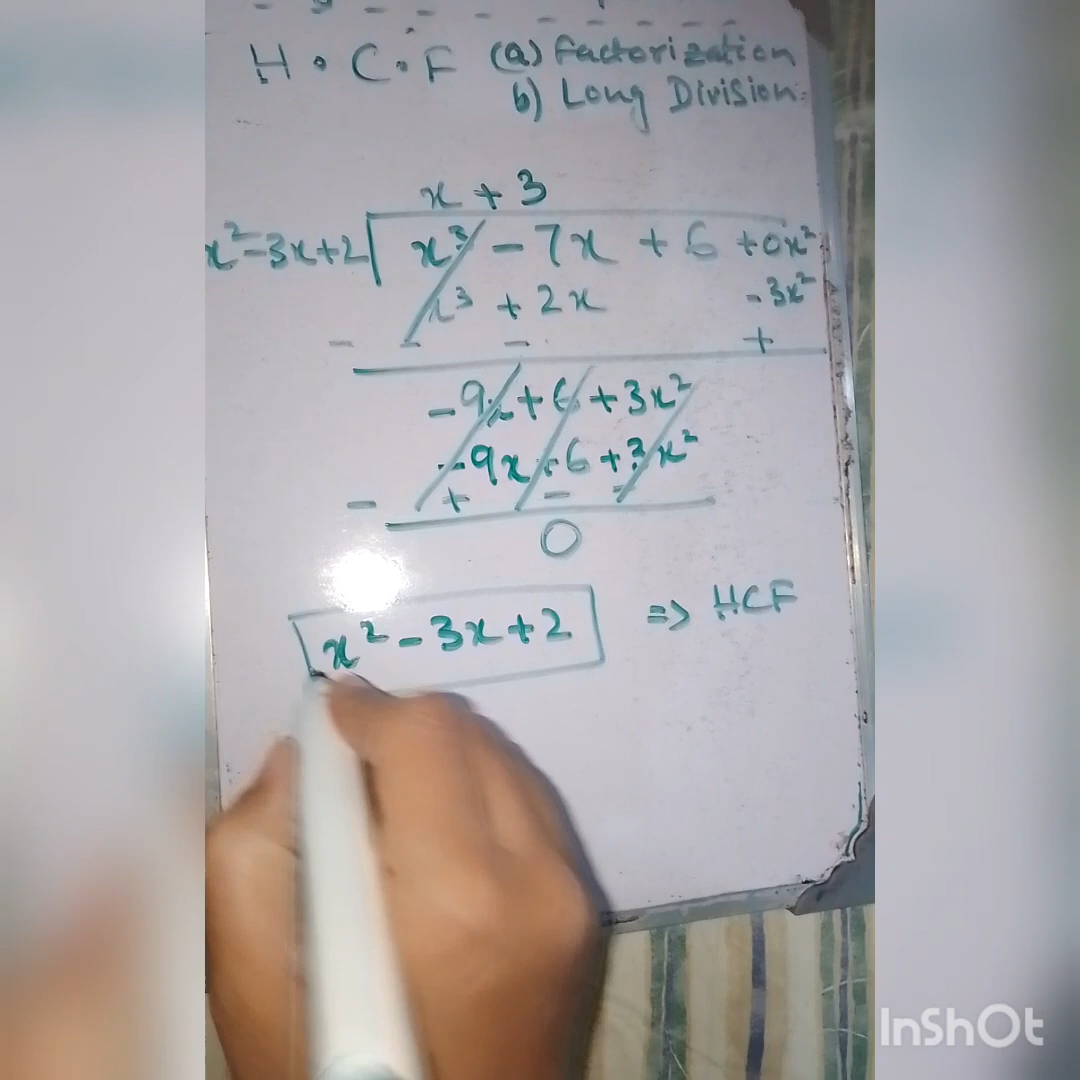 H . C . F (a) Factorization
b) Long Division
x + 3
x² - 3x + 2 x³ - 7x + 6 + 0x²
x³ + 2x - 3x²
- - - +
-9x + 6 + 3x²
-9x + 6 + 3x²
- + - -
0
x² - 3x + 2 => HCF
InShOt